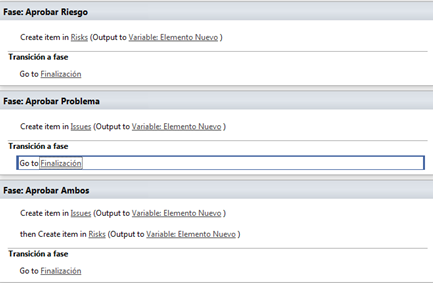 Fase: Aprobar Riesgo
Create item in Risks (Output to Variable: Elemento Nuevo )
Transición a fase
Go to Finalización
Fase: Aprobar Problema
Create item in Issues (Output to Variable: Elemento Nuevo )
Transición a fase
Go to Finalización
Fase: Aprobar Ambos
Create item in Issues (Output to Variable: Elemento Nuevo )
then Create item in Risks (Output to Variable: Elemento Nuevo )
Transición a fase
Go to Finalización